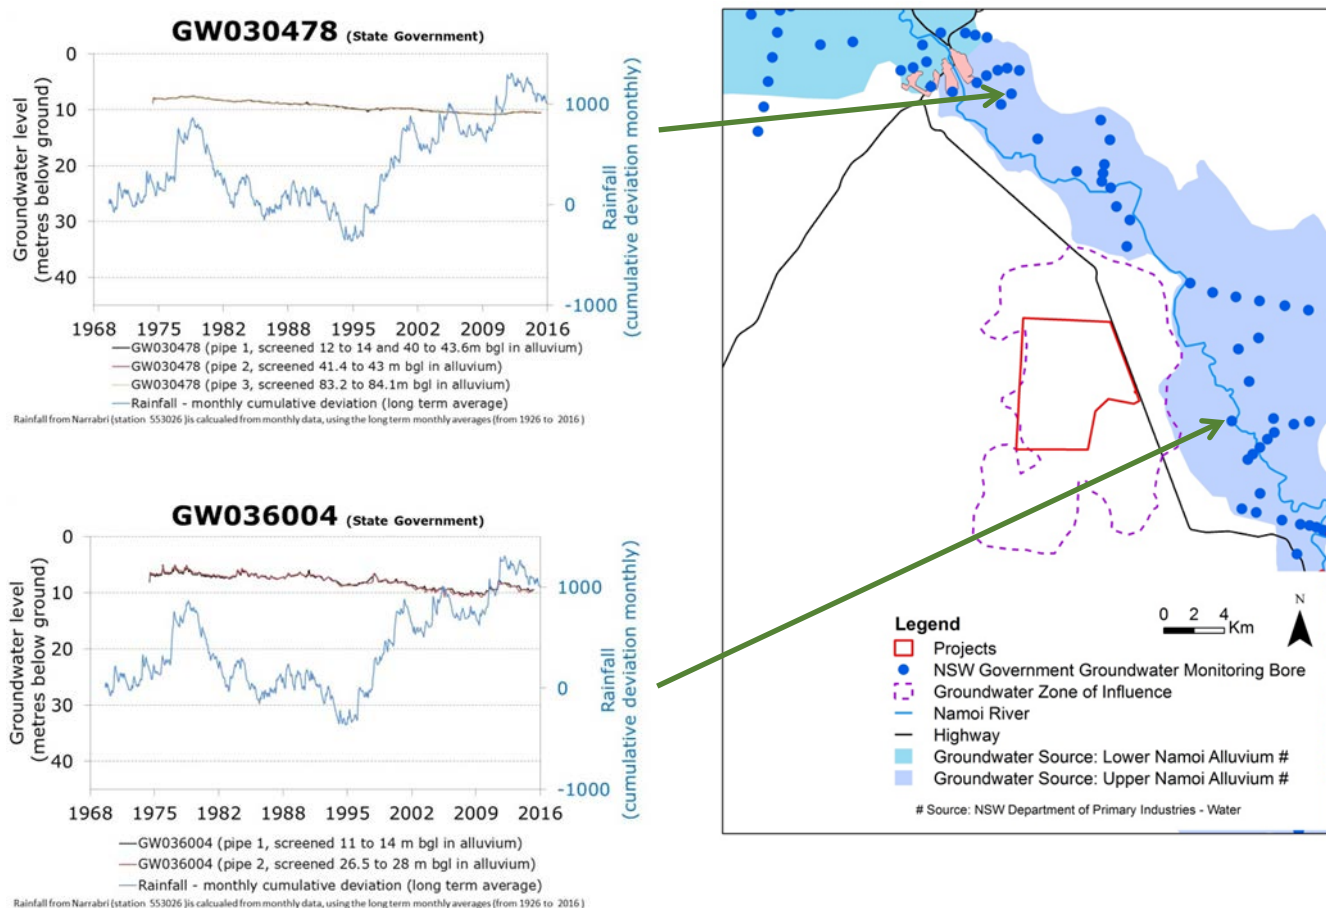 GW030478 (State Government)
Groundwater level
(metres below ground)
0
10
20
30
40
1000
0
-1000
Rainfall
(cumulative deviation monthly)
1968 1975 1982 1988 1995 2002 2009 2016
GW030478 (pipe 1, screened 12 to 14 and 40 to 43.6m bgl in alluvium)
GW030478 (pipe 2, screened 41.4 to 43 m bgl in alluvium)
GW030478 (pipe 3, screened 83.2 to 84.1m bgl in alluvium)
Rainfall - monthly cumulative deviation (long term average)
Rainfall from Narrabri (station 553026) is calcualed from monthly data, using the long term monthly averages (from 1926 to 2016)
GW036004 (State Government)
Groundwater level
(metres below ground)
0
10
20
30
40
1000
0
-1000
Rainfall
(cumulative deviation monthly)
1968 1975 1982 1988 1995 2002 2009 2016
GW036004 (pipe 1, screened 11 to 14 m bgl in alluvium)
GW036004 (pipe 2, screened 26.5 to 28 m bgl in alluvium)
Rainfall - monthly cumulative deviation (long term average)
Rainfall from Narrabri (station 553026) is calcualed from monthly data, using the long term monthly averages (from 1926 to 2016)
0 2 4
Km
N
Legend
Projects
NSW Government Groundwater Monitoring Bore
Groundwater Zone of Influence
Namoi River
Highway
Groundwater Source: Lower Namoi Alluvium #
Groundwater Source: Upper Namoi Alluvium #
# Source: NSW Department of Primary Industries - Water